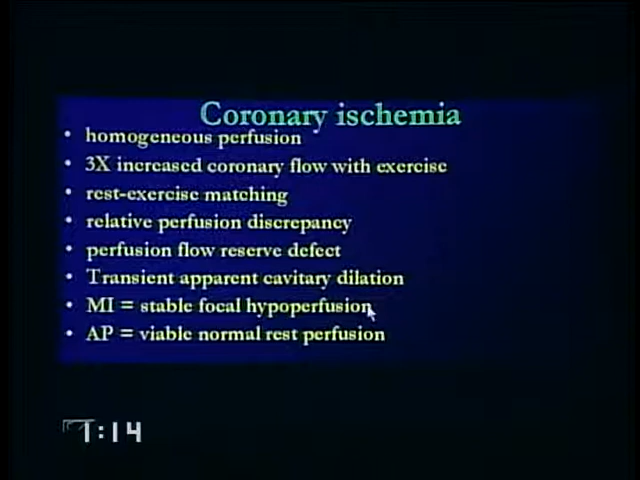 Coronary ischemia
• homogeneous perfusion
• 3X increased coronary flow with exercise
• rest-exercise matching
• relative perfusion discrepancy
• perfusion flow reserve defect
• Transient apparent cavitary dilation
• MI = stable focal hypoperfusion
• AP = viable normal rest perfusion
1:14